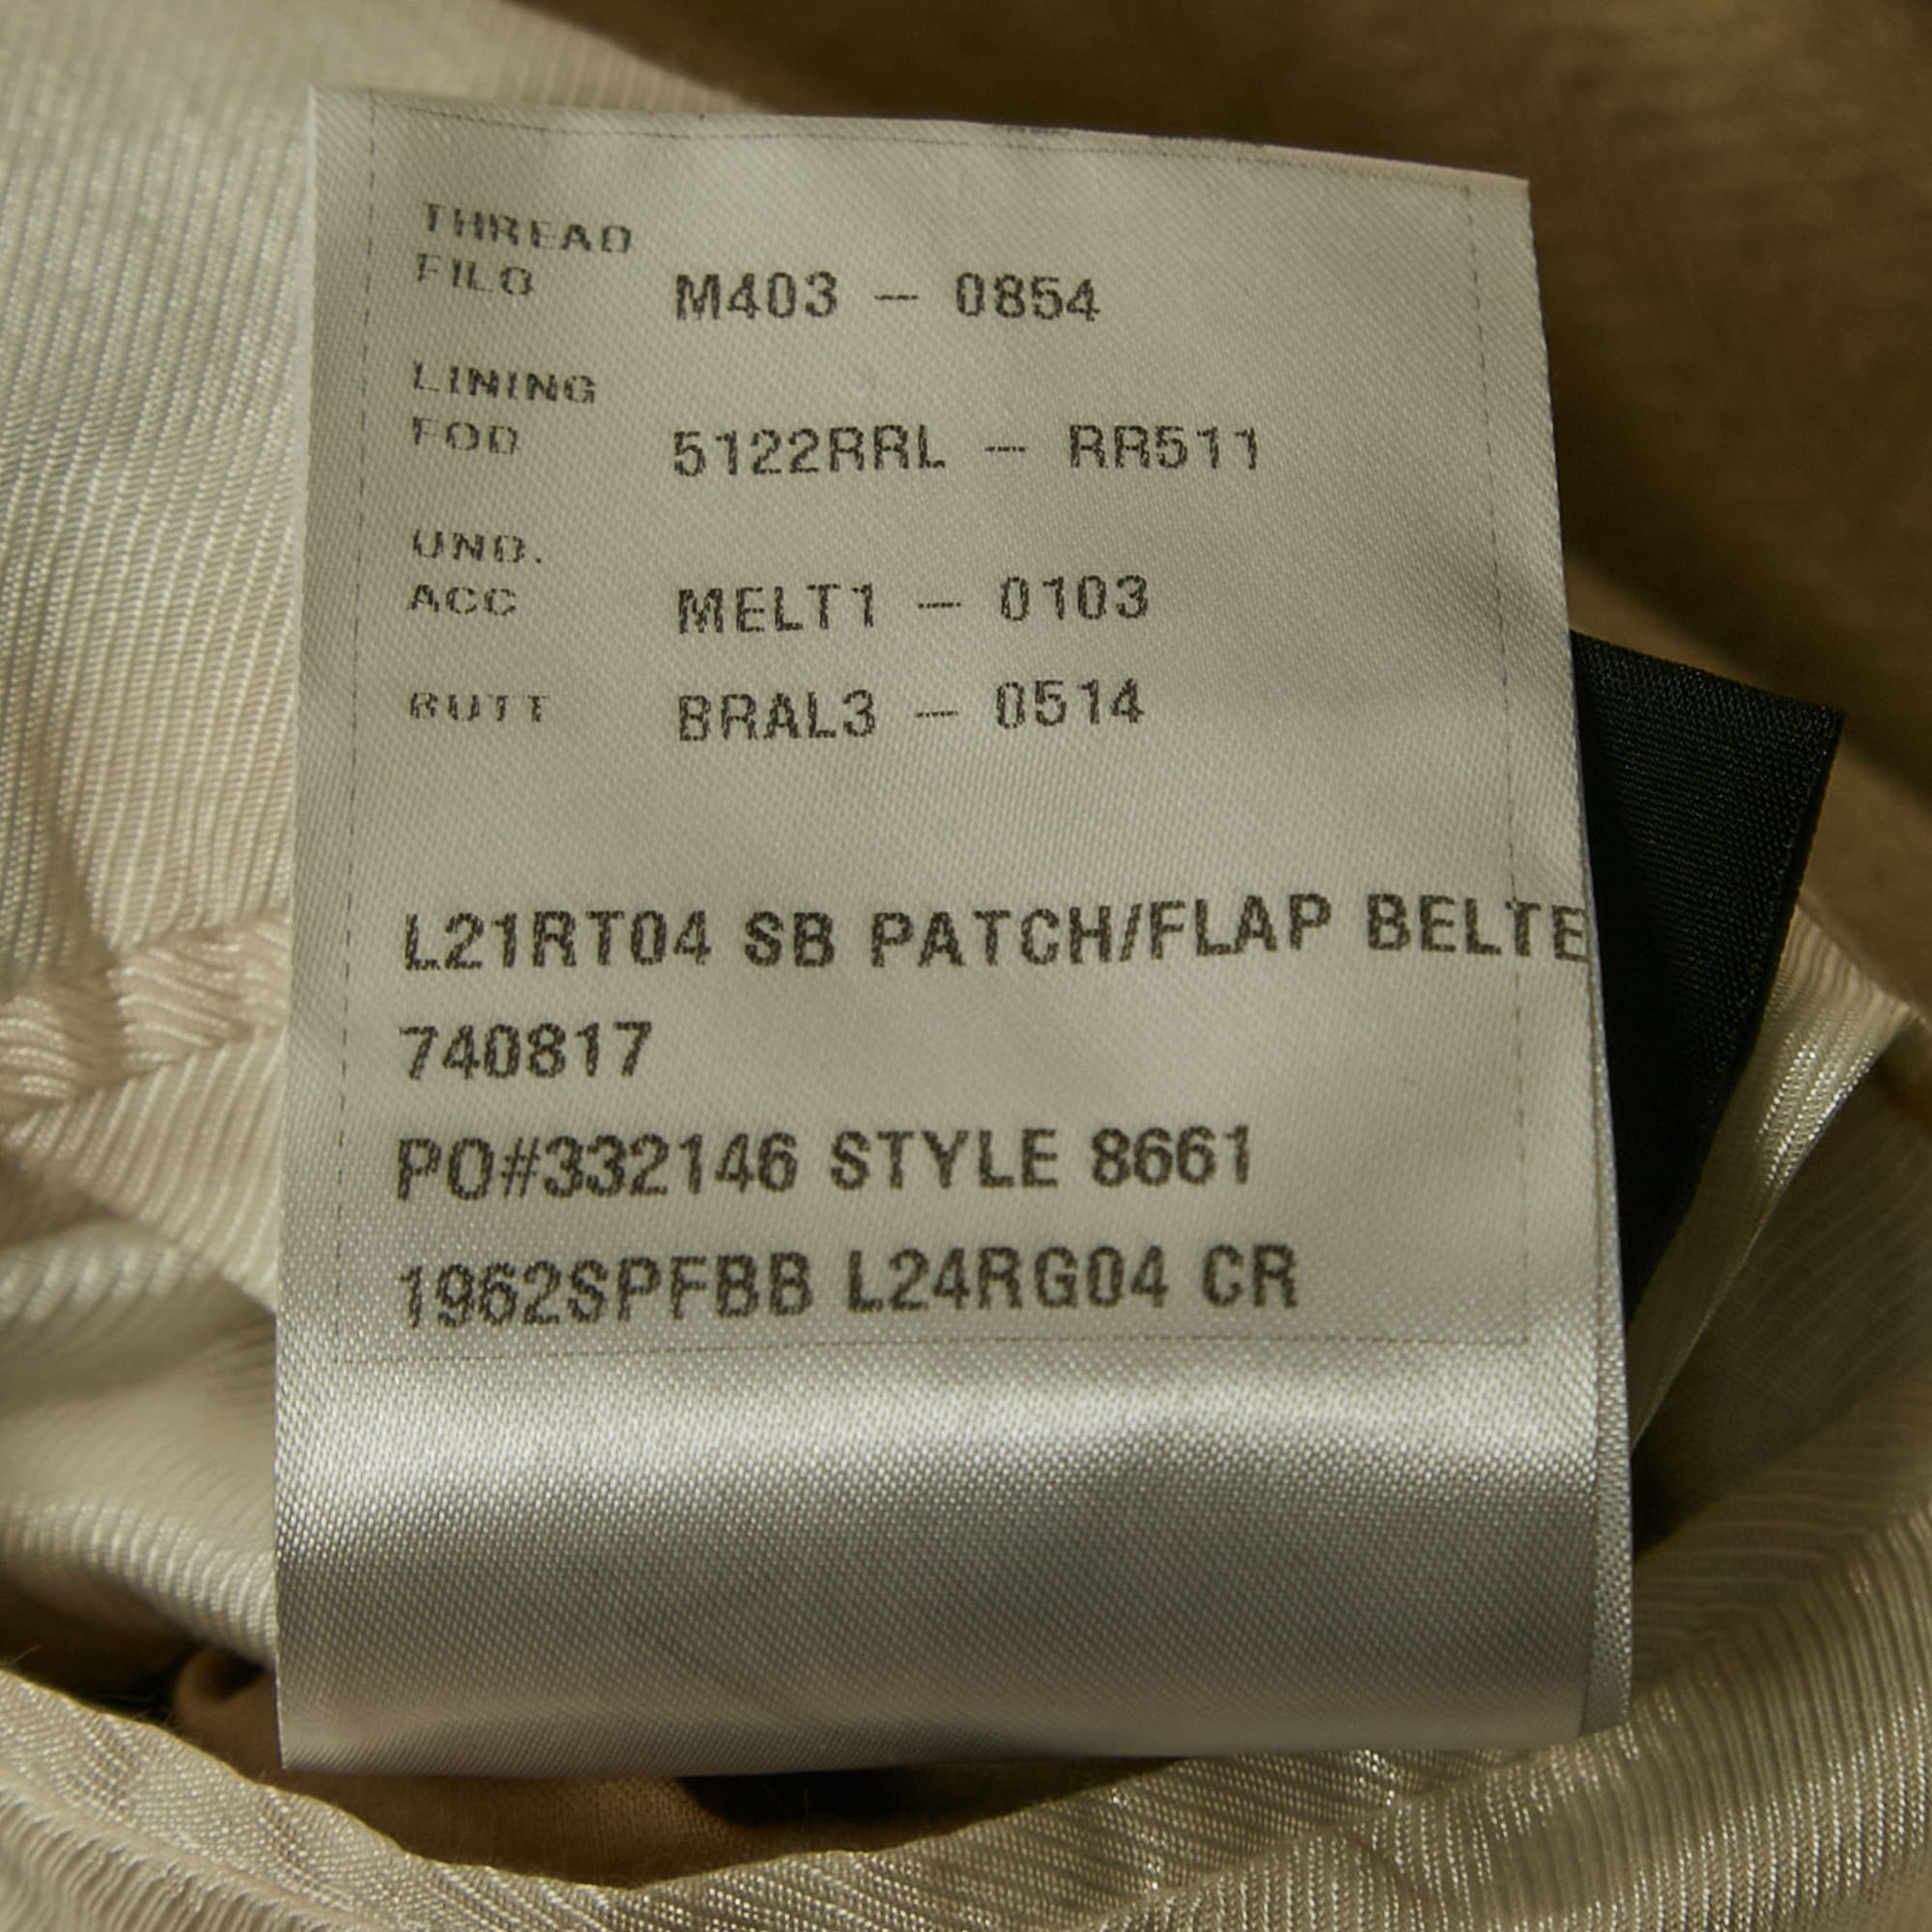 THREAD
FILO M403 - 0854
LINING
FOD 5122RRL - RR511
UND.
ACC MELT1 - 0103
BUTT BRAL3 - 0514
L21RT04 SB PATCH/FLAP BELTE
740817
PO#332146 STYLE 8661
1962SPFBB L24RG04 CR